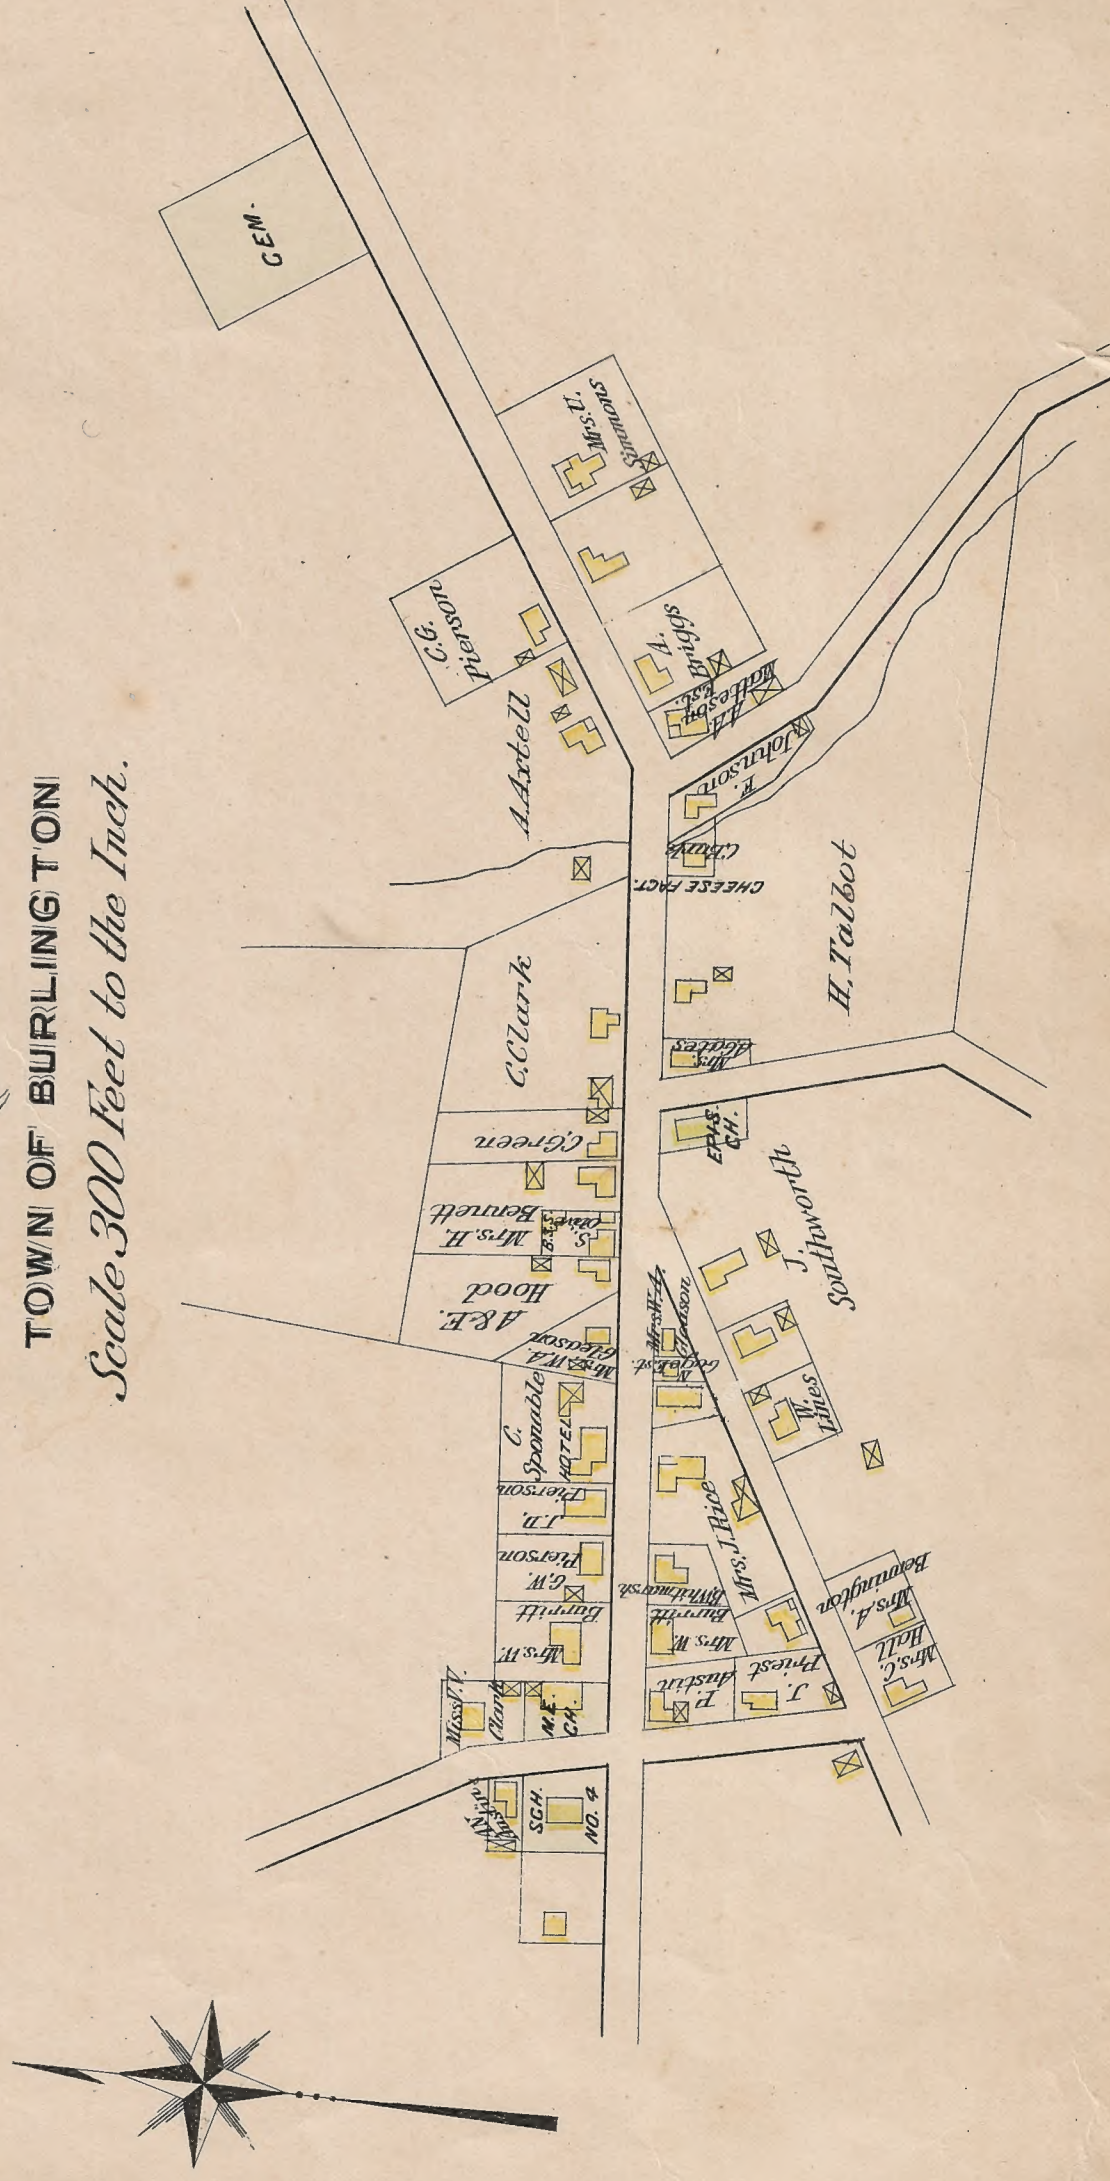 TOWN OF BURLINGTON
Scale 300 Feet to the Inch.
CEM.
Mrs. U.
Simmons
C.G.
Pierson
A.
Briggs
A.A.
Matteson
Est.
A. Axtell
F.
Johnson
C. Burk
CHEESE FACT.
H. Talbot
C. Clark
Mrs.
A Gates
C. Green
EPIS.
CH.
Mrs. H.
Bennett
B.S.S.
S.
Olive
J.
Southworth
A & E.
Hood
Mrs. W.A.
Gleason
Mrs. W.A.
Gleason
N
Est.
C.
Sponable
HOTEL
W.
Lines
J.D.
Pierson
Mrs. J. Rice
G.W.
Pierson
B. Whitmarsh
Mrs. A.
Bennington
Mrs. W.
Burritt
Mrs. W.
Burritt
Mrs. C.
Hall
P.
Austin
J.
Priest
Miss P.V.
Clark
M.E.
CH.
SCH.
NO. 4